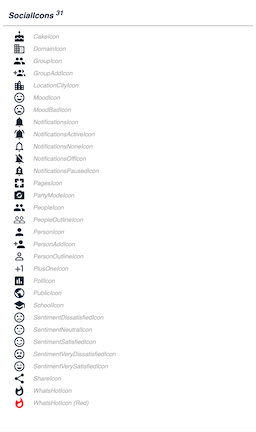 SocialIcons 31
CakeIcon
DomainIcon
GroupIcon
GroupAddIcon
LocationCityIcon
MoodIcon
MoodBadIcon
NotificationsIcon
NotificationsActiveIcon
NotificationsNoneIcon
NotificationsOffIcon
NotificationsPausedIcon
PagesIcon
PartyModeIcon
PeopleIcon
PeopleOutlineIcon
PersonIcon
PersonAddIcon
PersonOutlineIcon
+1 PlusOneIcon
PollIcon
PublicIcon
SchoolIcon
SentimentDissatisfiedIcon
SentimentNeutralIcon
SentimentSatisfiedIcon
SentimentVeryDissatisfiedIcon
SentimentVerySatisfiedIcon
ShareIcon
WhatsHotIcon
WhatsHotIcon (Red)